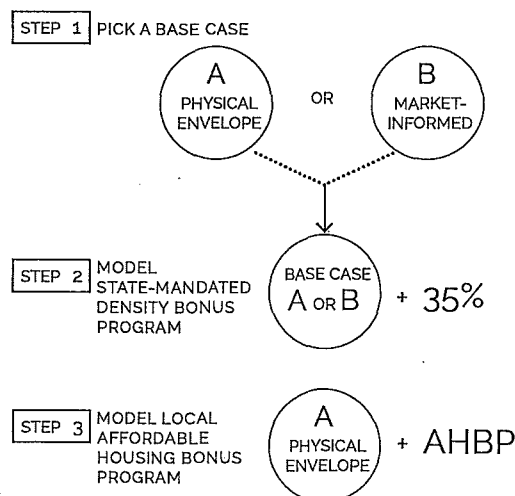 STEP 1 PICK A BASE CASE
A
PHYSICAL
ENVELOPE
OR
B
MARKET-
INFORMED
STEP 2
MODEL
STATE-MANDATED
DENSITY BONUS
PROGRAM
BASE CASE
A OR B
+ 35%
STEP 3
MODEL LOCAL
AFFORDABLE
HOUSING BONUS
PROGRAM
A
PHYSICAL
ENVELOPE
+ AHBP